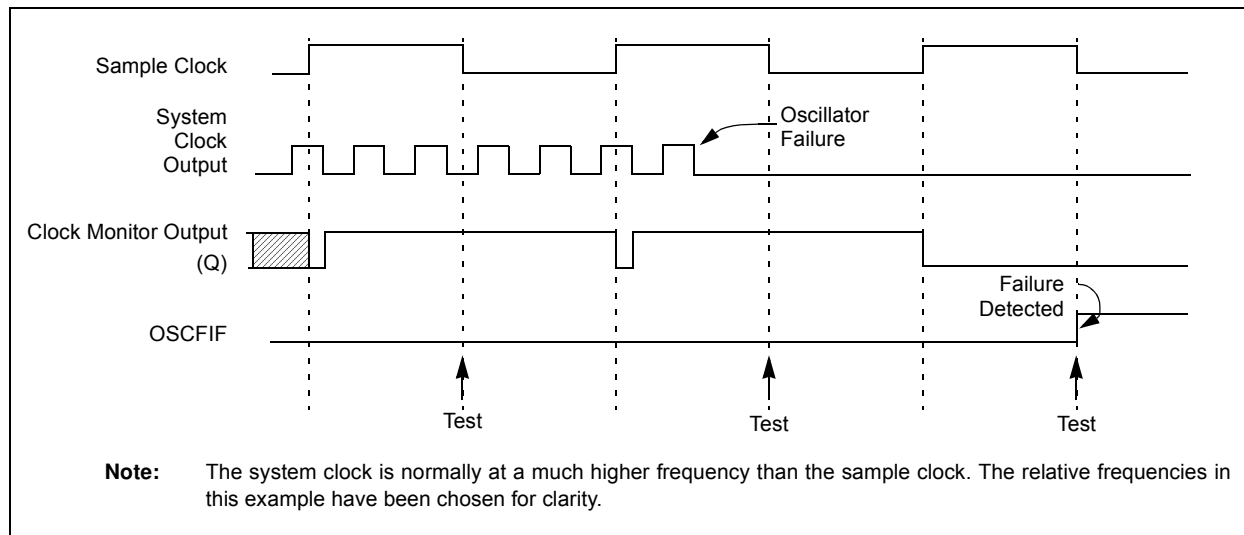 Sample Clock
System
Clock
Output
Oscillator
Failure
Clock Monitor Output
(Q)
Failure
Detected
OSCFIF
Test
Test
Test
Note: The system clock is normally at a much higher frequency than the sample clock. The relative frequencies in
this example have been chosen for clarity.